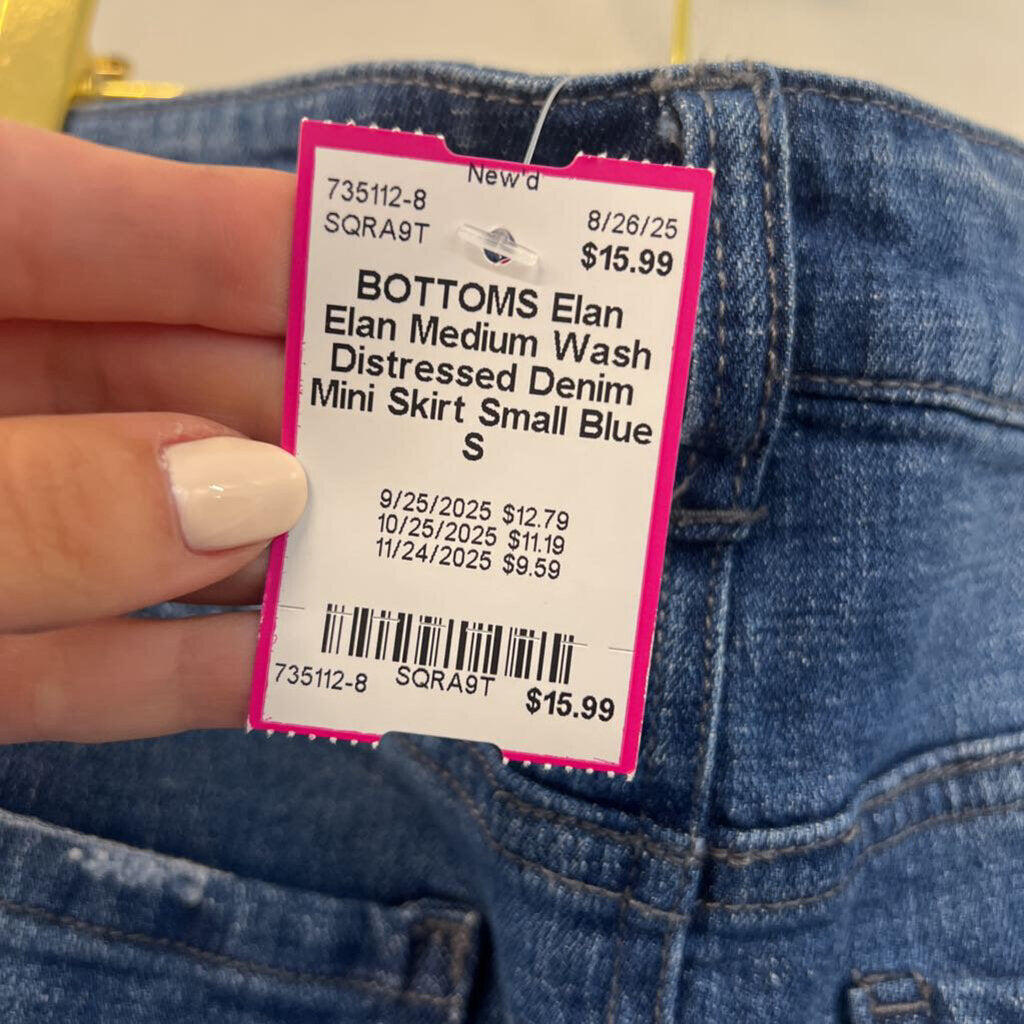 New'd
735112-8
8/26/25
SQRA9T
$15.99
BOTTOMS Elan
Elan Medium Wash
Distressed Denim
Mini Skirt Small Blue
S
9/25/2025 $12.79
10/25/2025 $11.19
11/24/2025 $9.59
735112-8 SQRA9T $15.99